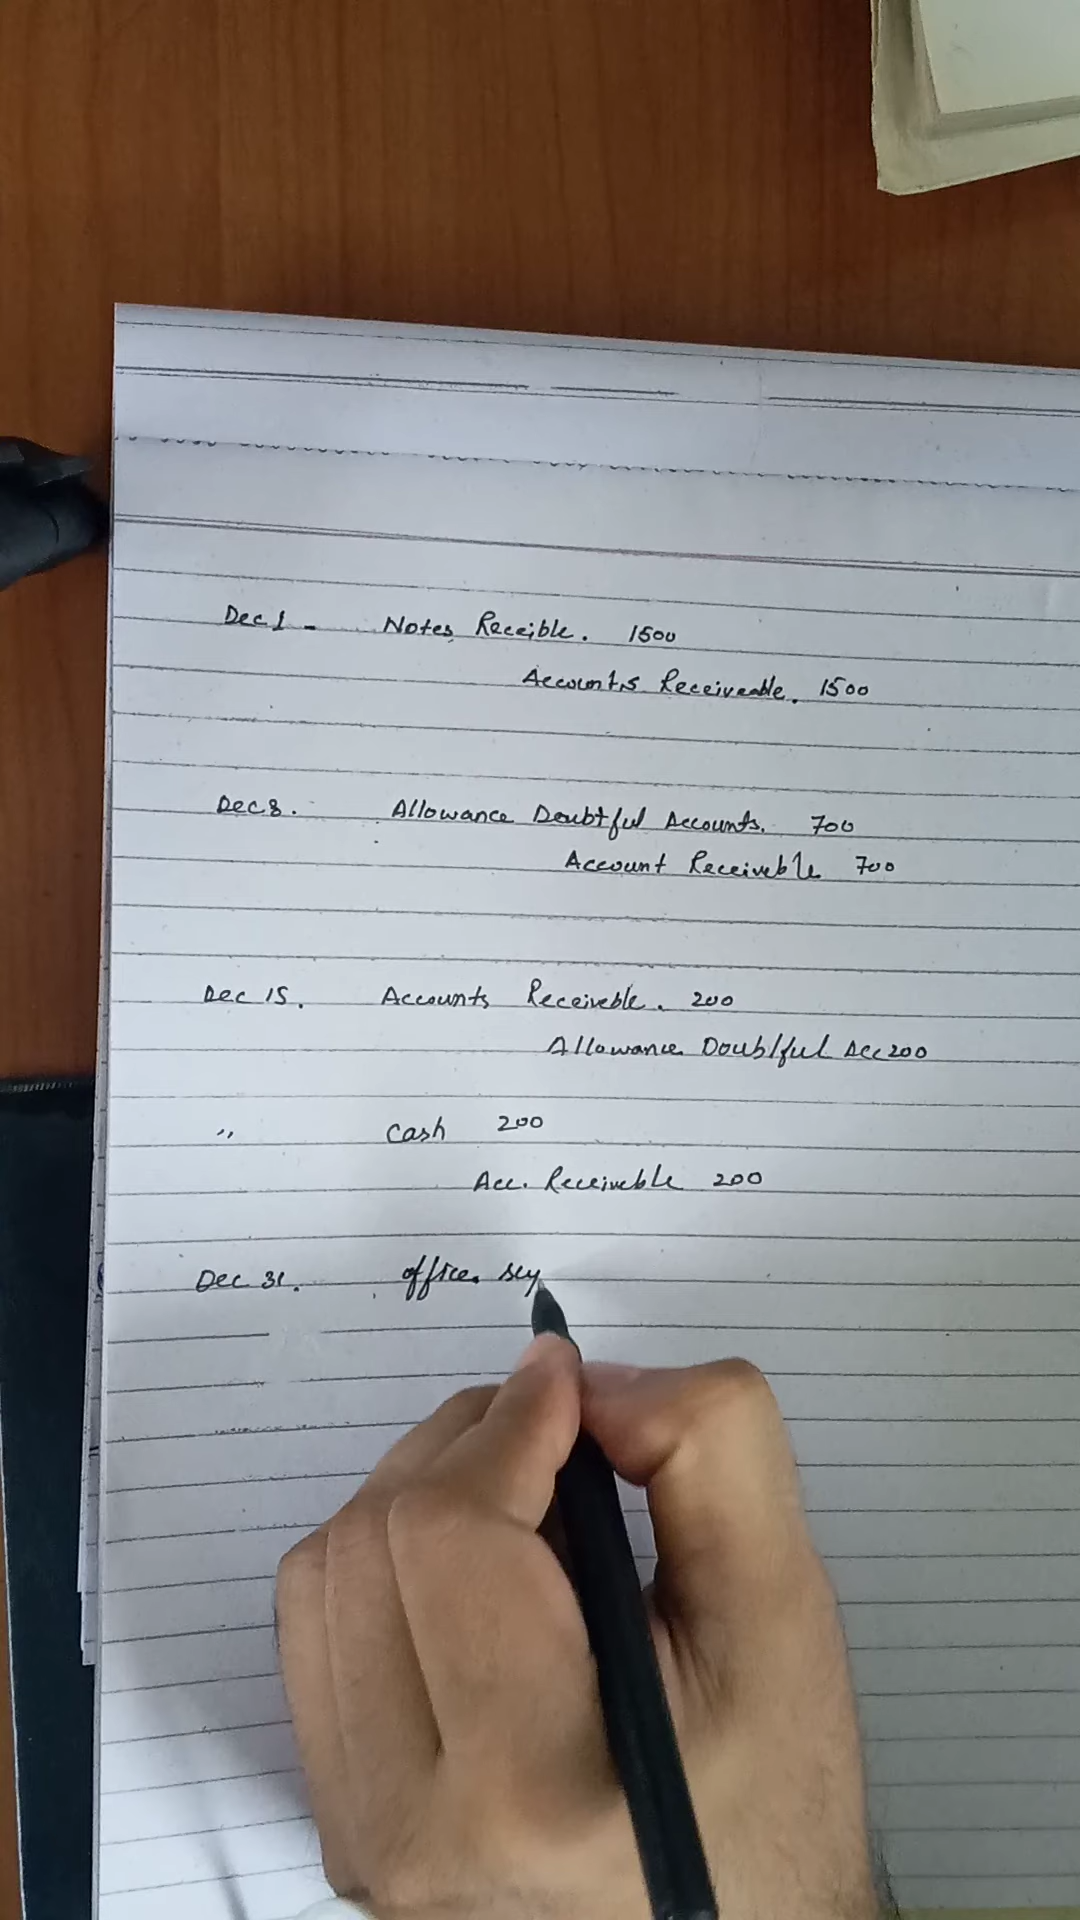 Dec 1 - Notes Receible. 1500
Accounts Receiveable. 1500
Dec 8. Allowance Doubtful Accounts. 700
Account Receiveble 700
Dec 15. Accounts Receiveble. 200
Allowance Doublful Acc 200
,, Cash 200
Acc. Receiveble 200
Dec 31. office